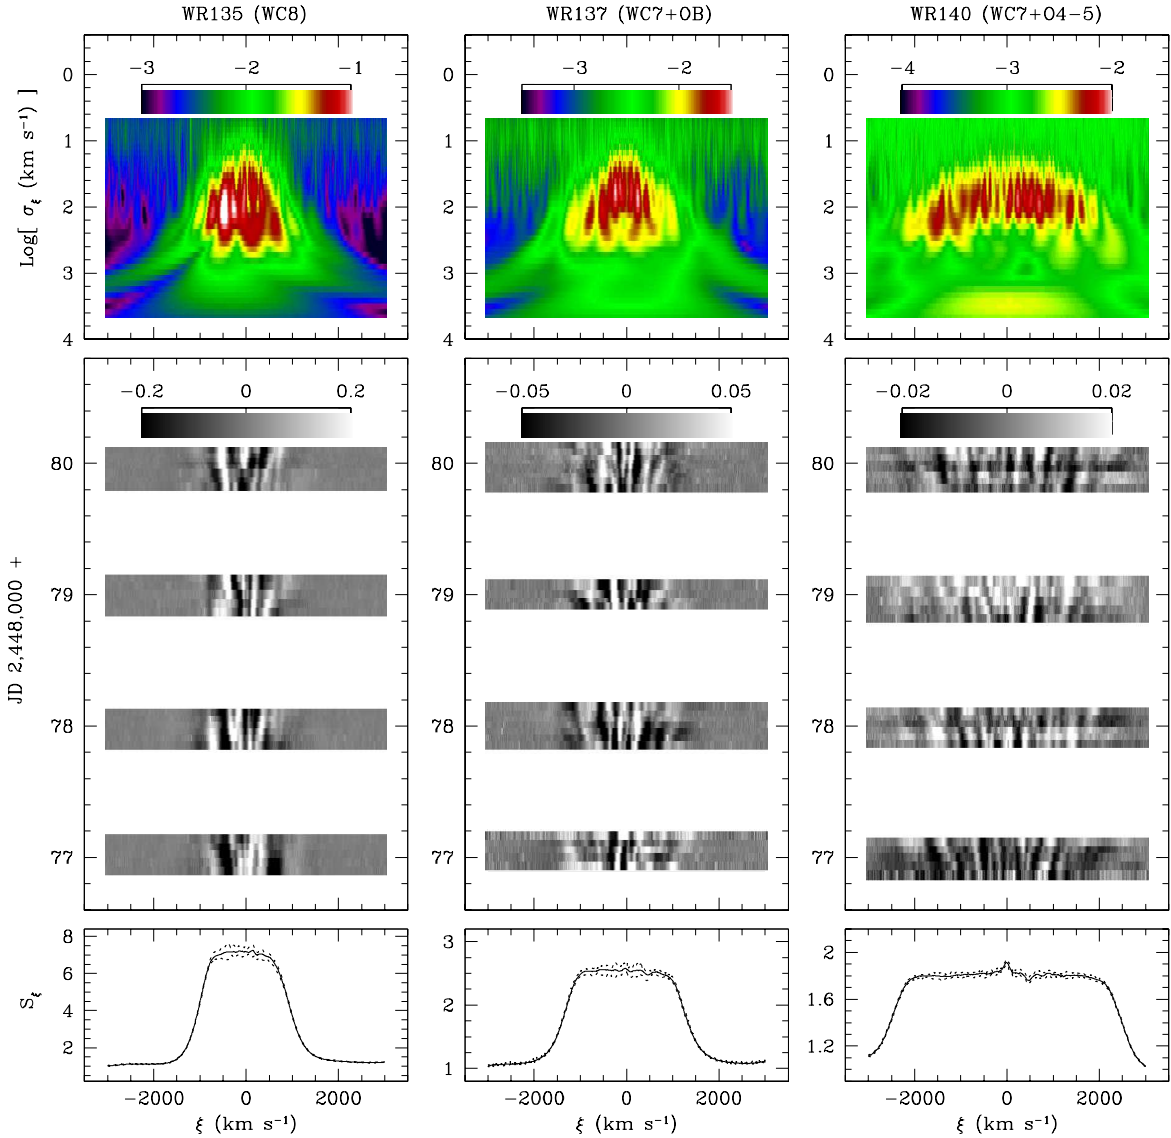 WR135 (WC8) WR137 (WC7+OB) WR140 (WC7+O4−5)
0 −3 −2 −1 0 −3 −2 0 −4 −3 −2
1 1 1
2 2 2
3 3 3
4 4 4
Log[ σξ (km s⁻¹) ]
−0.2 0 0.2 −0.05 0 0.05 −0.02 0 0.02
80 80 80
79 79 79
78 78 78
77 77 77
JD 2,448,000 +
8 3 2
6 2 1.6
4 1 1.2
2
Sξ
−2000 0 2000 −2000 0 2000 −2000 0 2000
ξ (km s⁻¹) ξ (km s⁻¹) ξ (km s⁻¹)